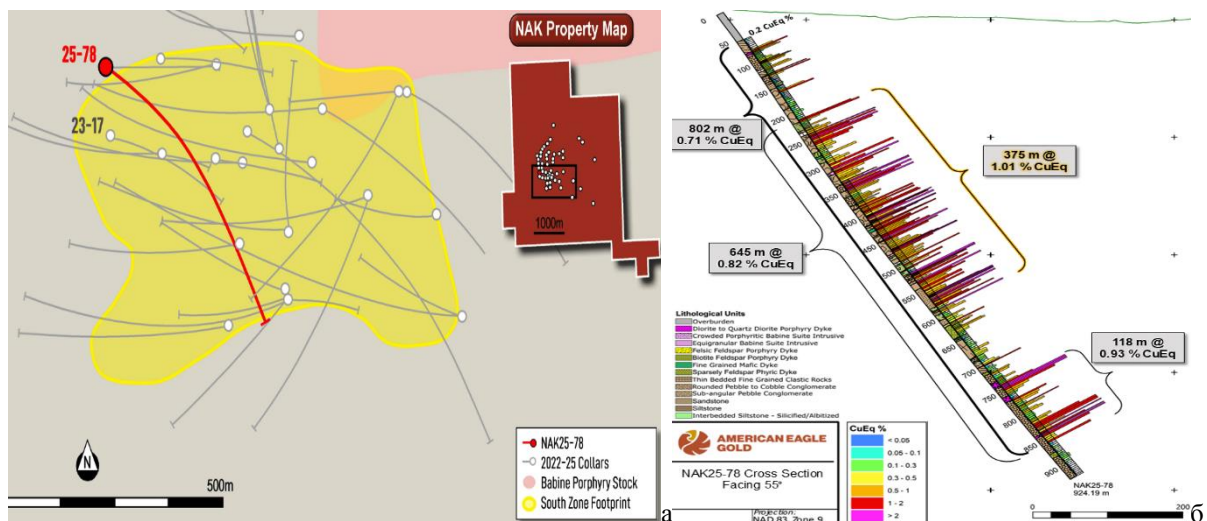 25-78
23-17
NAK Property Map
1000m
N
NAK25-78
2022-25 Collars
Babine Porphyry Stock
South Zone Footprint
500m
а
0
0.2 CuEq %
50
100
150
200
250
300
350
400
450
500
550
600
650
700
750
800
850
900
802 m @
0.71 % CuEq
375 m @
1.01 % CuEq
645 m @
0.82 % CuEq
118 m @
0.93 % CuEq
Lithological Units
Overburden
Diorite to Quartz Diorite Porphyry Dyke
Crowded Porphyritic Babine Suite Intrusive
Equigranular Babine Suite Intrusive
Felsic Feldspar Porphyry Dyke
Biotite Feldspar Porphyry Dyke
Fine Grained Mafic Dyke
Sparsely Feldspar Phyric Dyke
Thin Bedded Fine Grained Clastic Rocks
Rounded Pebble to Cobble Conglomerate
Sub-angular Pebble Conglomerate
Sandstone
Siltstone
Interbedded Siltstone - Silicified/Albitized
AMERICAN EAGLE
GOLD
NAK25-78 Cross Section
Facing 55°
Projection:
CuEq %
< 0.05
0.05 - 0.1
0.1 - 0.3
0.3 - 0.5
0.5 - 1
1 - 2
> 2
NAK25-78
924.19 m
0
200
б